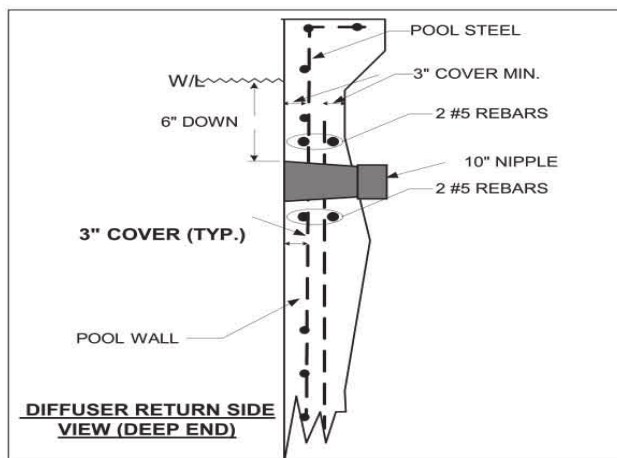 POOL STEEL
W/L
3" COVER MIN.
6" DOWN
2 #5 REBARS
10" NIPPLE
2 #5 REBARS
3" COVER (TYP.)
POOL WALL
DIFFUSER RETURN SIDE
VIEW (DEEP END)